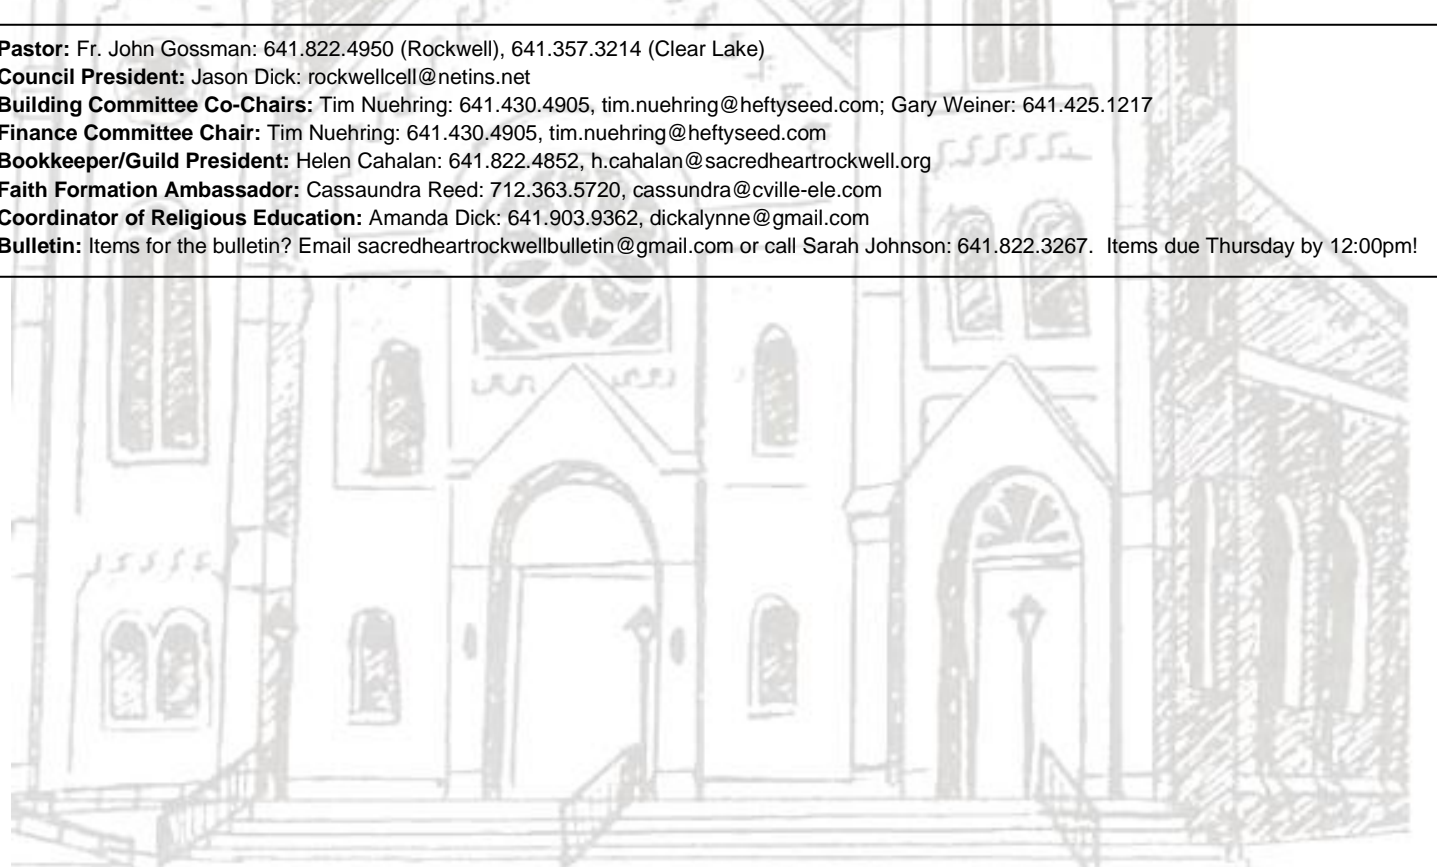 Pastor: Fr. John Gossman: 641.822.4950 (Rockwell), 641.357.3214 (Clear Lake)
Council President: Jason Dick: rockwellcell@netins.net
Building Committee Co-Chairs: Tim Nuehring: 641.430.4905, tim.nuehring@heftyseed.com; Gary Weiner: 641.425.1217
Finance Committee Chair: Tim Nuehring: 641.430.4905, tim.nuehring@heftyseed.com
Bookkeeper/Guild President: Helen Cahalan: 641.822.4852, h.cahalan@sacredheartrockwell.org
Faith Formation Ambassador: Cassaundra Reed: 712.363.5720, cassundra@cville-ele.com
Coordinator of Religious Education: Amanda Dick: 641.903.9362, dickalynne@gmail.com
Bulletin: Items for the bulletin? Email sacredheartrockwellbulletin@gmail.com or call Sarah Johnson: 641.822.3267.  Items due Thursday by 12:00pm!